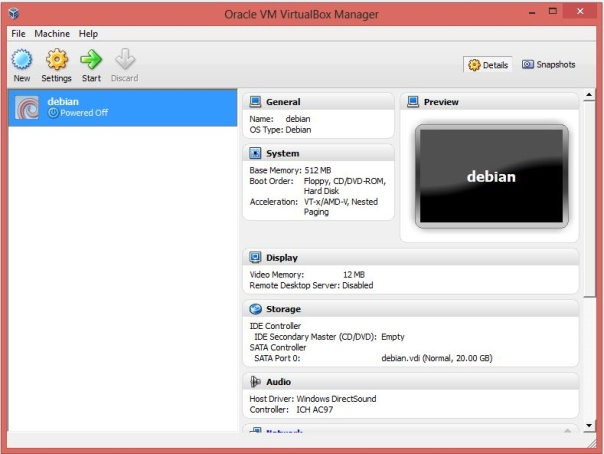 Oracle VM VirtualBox Manager
File Machine Help
New Settings Start Discard
Details Snapshots
debian
Powered Off
General
Name: debian
OS Type: Debian
System
Base Memory: 512 MB
Boot Order: Floppy, CD/DVD-ROM,
Hard Disk
Acceleration: VT-x/AMD-V, Nested
Paging
Preview
debian
Display
Video Memory: 12 MB
Remote Desktop Server: Disabled
Storage
IDE Controller
IDE Secondary Master (CD/DVD): Empty
SATA Controller
SATA Port 0: debian.vdi (Normal, 20.00 GB)
Audio
Host Driver: Windows DirectSound
Controller: ICH AC97
Network